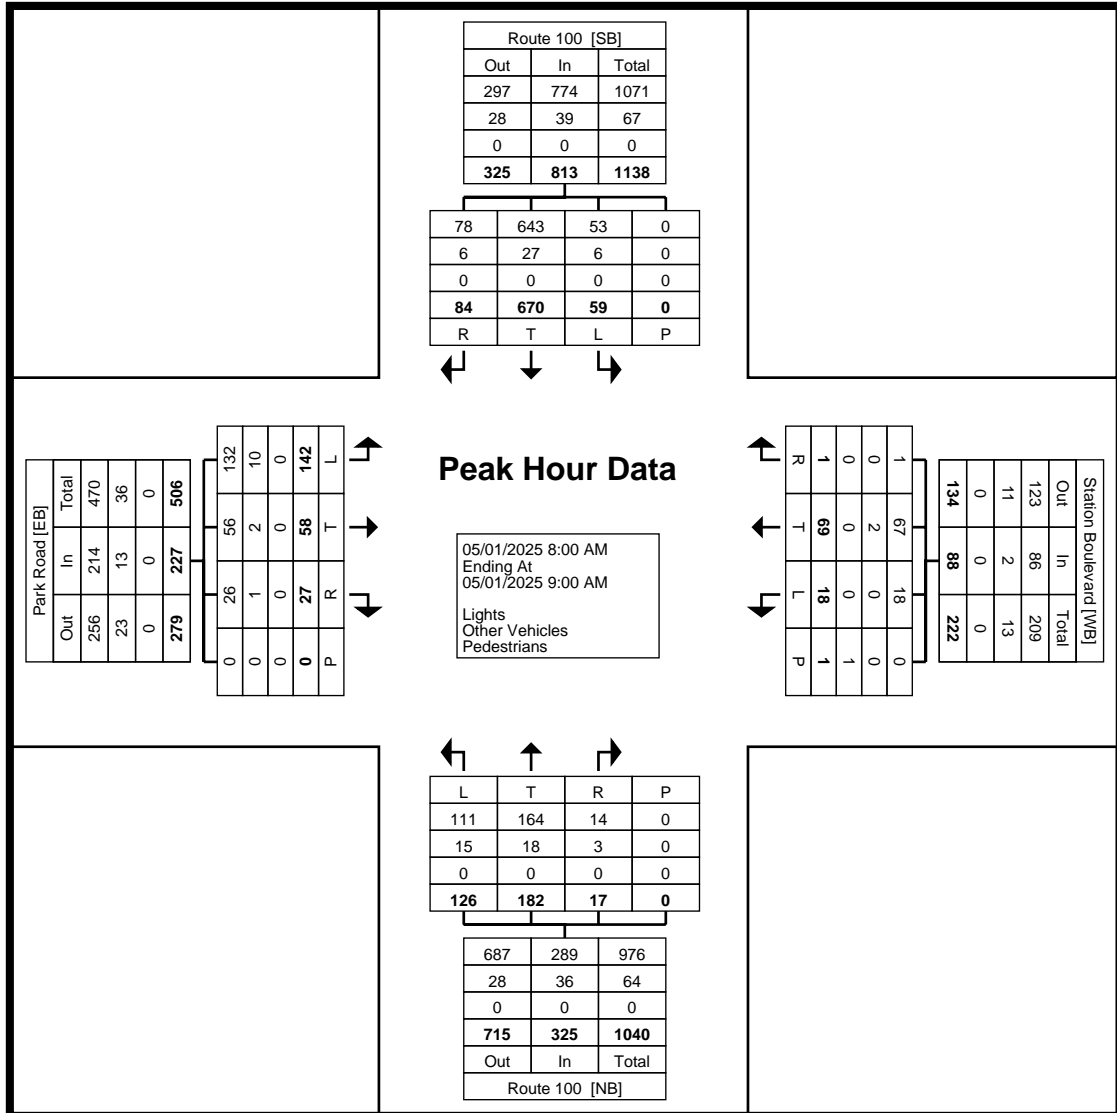 Route 100 [SB]
Out In Total
297 774 1071
28 39 67
0 0 0
325 813 1138
78 643 53 0
6 27 6 0
0 0 0 0
84 670 59 0
R T L P
Park Road [EB]
Out In Total
256 214 470
23 13 36
0 0 0
279 227 506
132 56 26 0
10 2 1 0
0 0 0 0
142 58 27 0
L T R P
Peak Hour Data
05/01/2025 8:00 AM
Ending At
05/01/2025 9:00 AM
Lights
Other Vehicles
Pedestrians
R T L P
1 69 18 1
0 0 0 1
0 2 0 0
1 67 18 0
Station Boulevard [WB]
Out In Total
123 86 209
11 2 13
0 0 0
134 88 222
L T R P
111 164 14 0
15 18 3 0
0 0 0 0
126 182 17 0
687 289 976
28 36 64
0 0 0
715 325 1040
Out In Total
Route 100 [NB]